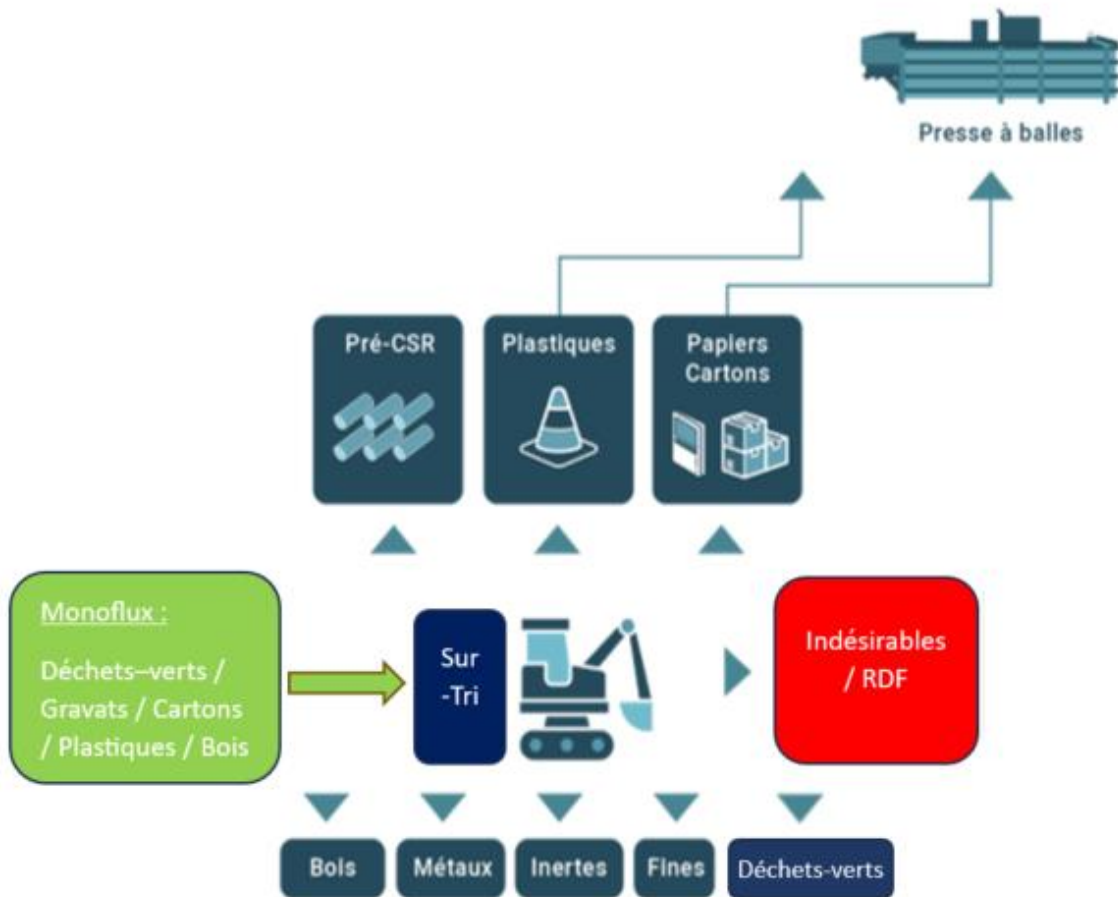 Presse à balles
Pré-CSR
Plastiques
Papiers
Cartons
Monoflux :
Déchets–verts /
Gravats / Cartons
/ Plastiques / Bois
Sur
-Tri
Indésirables
/ RDF
Bois
Métaux
Inertes
Fines
Déchets-verts